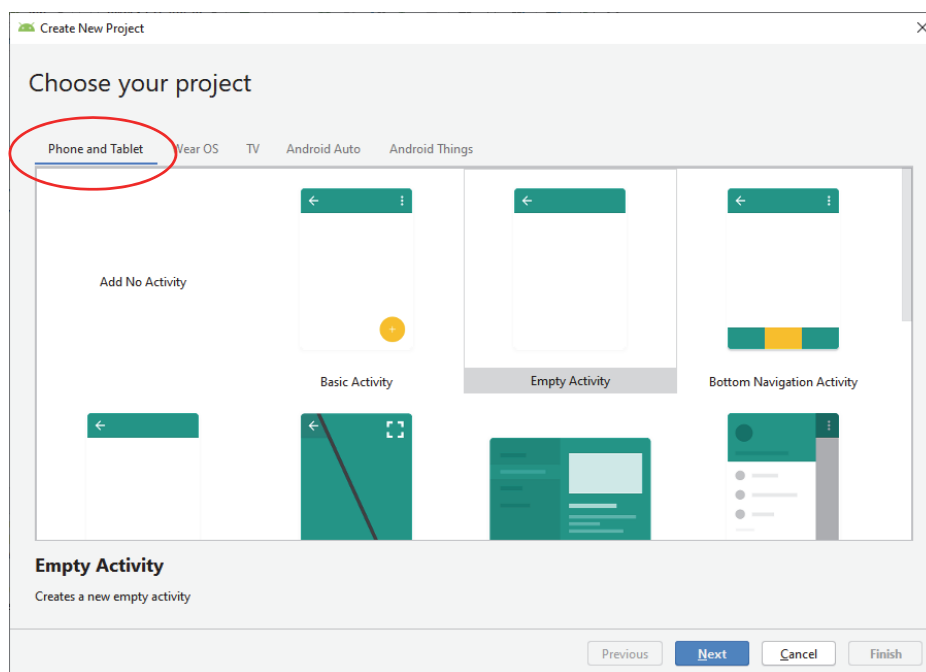 Create New Project
Choose your project
Phone and Tablet
Wear OS
TV
Android Auto
Android Things
Add No Activity
Basic Activity
Empty Activity
Bottom Navigation Activity
Empty Activity
Creates a new empty activity
Previous
Next
Cancel
Finish